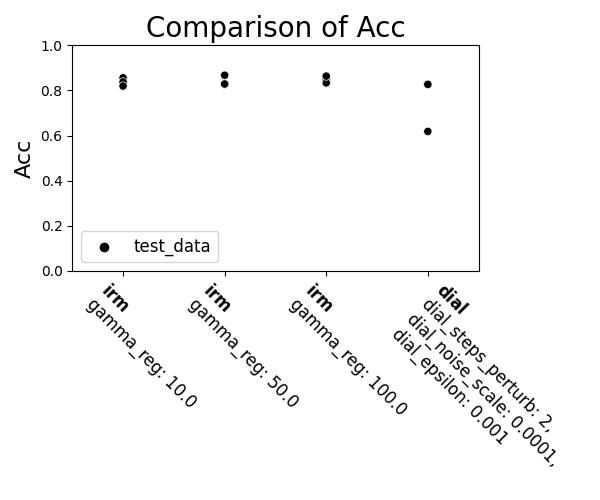 Comparison of Acc
Acc
1.0
0.8
0.6
0.4
0.2
0.0
test_data
irm
gamma_reg: 10.0
irm
gamma_reg: 50.0
irm
gamma_reg: 100.0
dial
dial_steps_perturb: 2,
dial_noise_scale: 0.0001,
dial_epsilon: 0.001